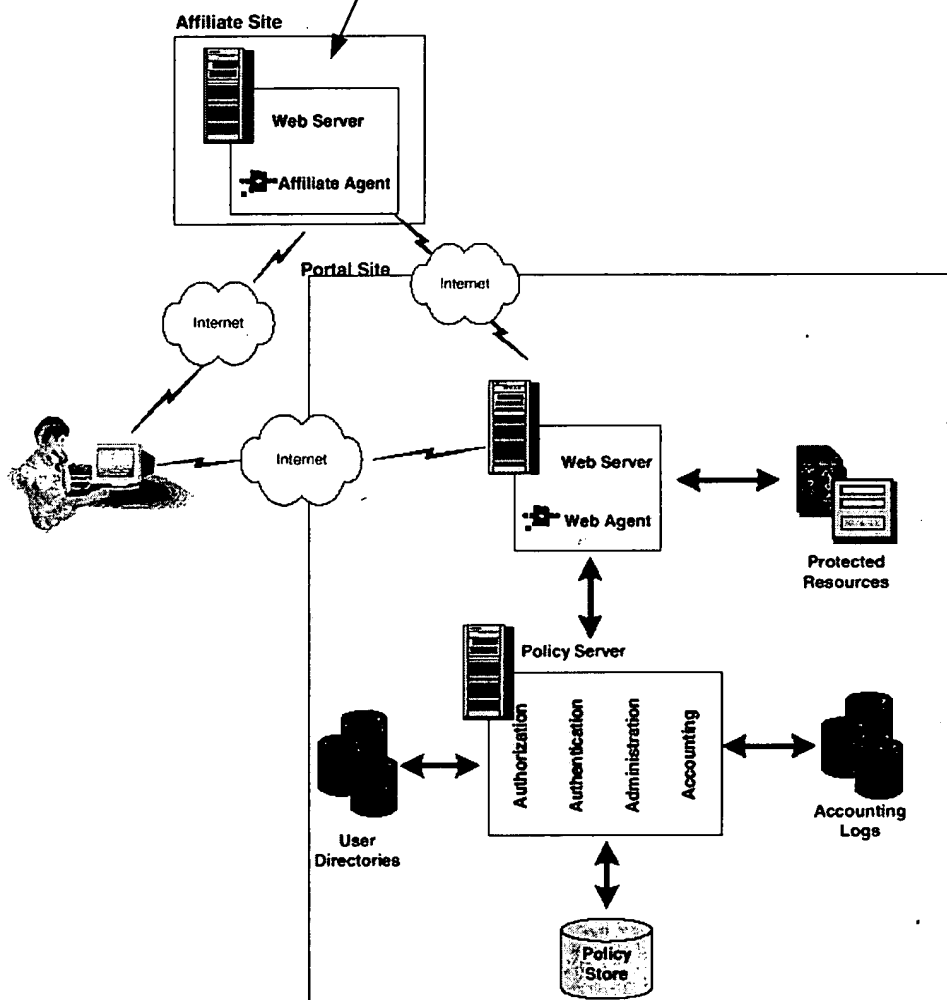 Affiliate Site
Web Server
Affiliate Agent
Portal Site
Internet
Internet
Internet
Web Server
Web Agent
Protected
Resources
Policy Server
Authorization
Authentication
Administration
Accounting
User
Directories
Accounting
Logs
Policy
Store